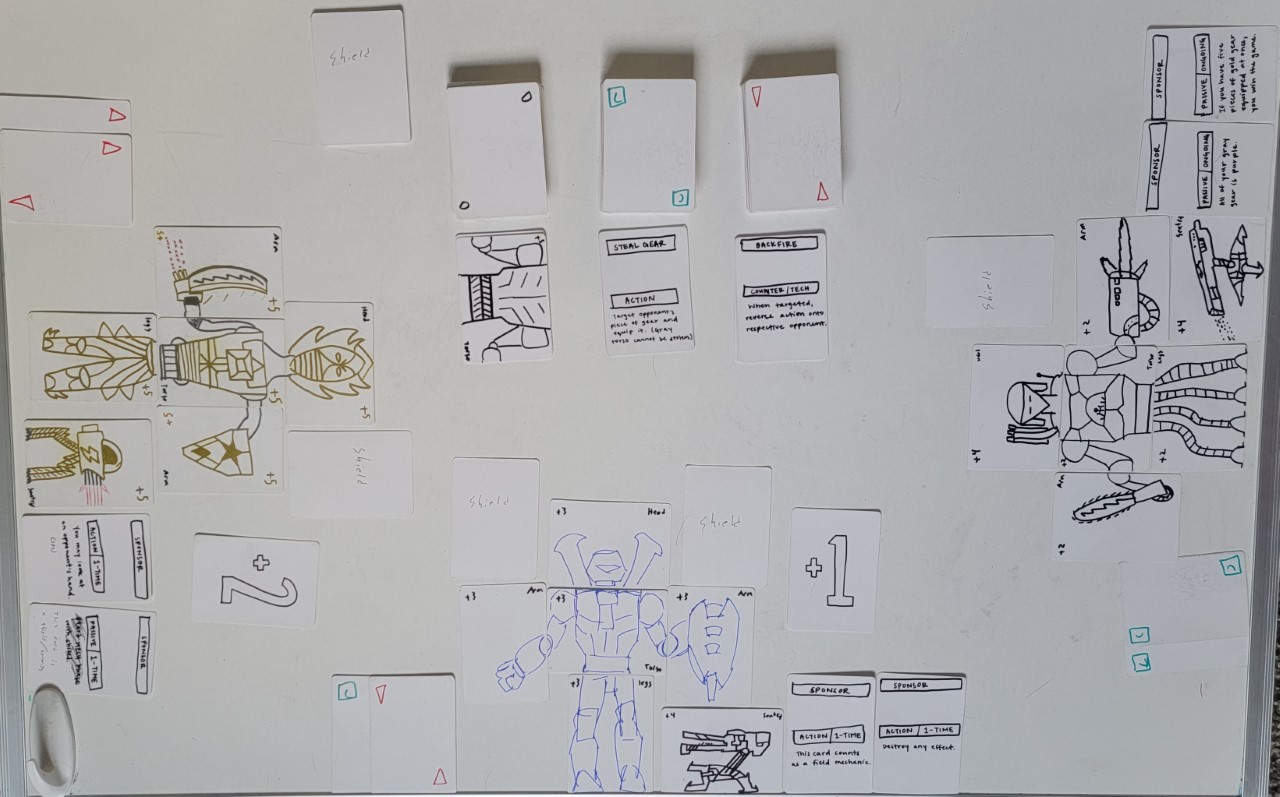 Shield
SPONSOR
PASSIVE ONGOING
If you have five
pieces of gold gear
equipped at once,
you win the game.
SPONSOR
PASSIVE ONGOING
All of your gray
gear is purple.
C
C
STEAL GEAR
ACTION
Target opponent's
piece of gear and
equip it. (Gray
torso cannot be stolen)
BACKFIRE
COUNTER/TECH
When targeted,
reverse action onto
respective opponent.
Torso
Shield
Arm
+2
+4
Head
+4
Torso
Legs
+2
Arm
+2
C
C
C
Arm
+5
+5
Head
+5
Legs
+5
Torso
+5
+5
Arm
+5
+5
Shield
SPONSOR
ACTION 1-TIME
You may look at
an opponent's hand
SPONSOR
PASSIVE 1-TIME
+2
Shield
Shield
+3
Head
+3
Arm
+3
Torso
+3
Arm
+3
Legs
+4
+1
SPONSOR
ACTION 1-TIME
This card counts
as a field mechanic.
SPONSOR
ACTION 1-TIME
Destroy any effect.